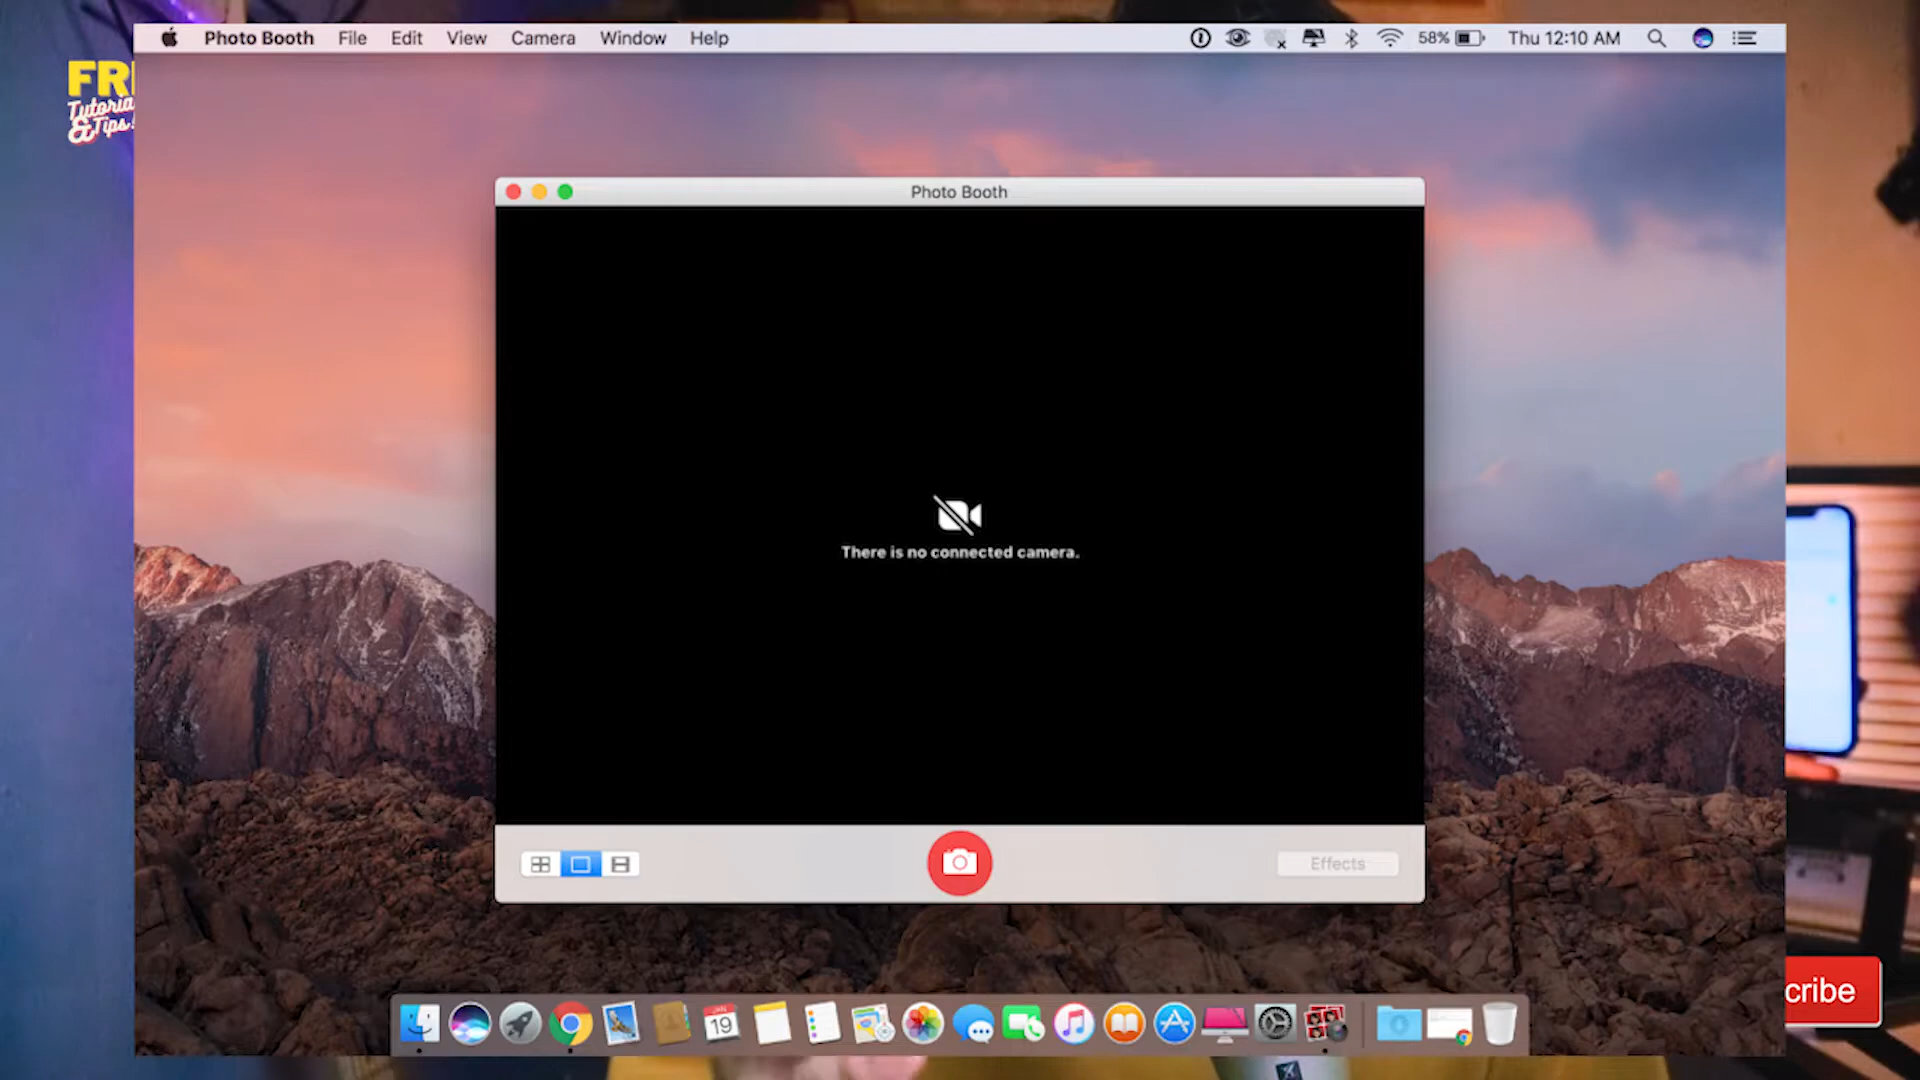 Photo Booth File Edit View Camera Window Help 58% Thu 12:10 AM
FR
Tutoria
&Tips!
Photo Booth
There is no connected camera.
Effects
JAN
19
cribe